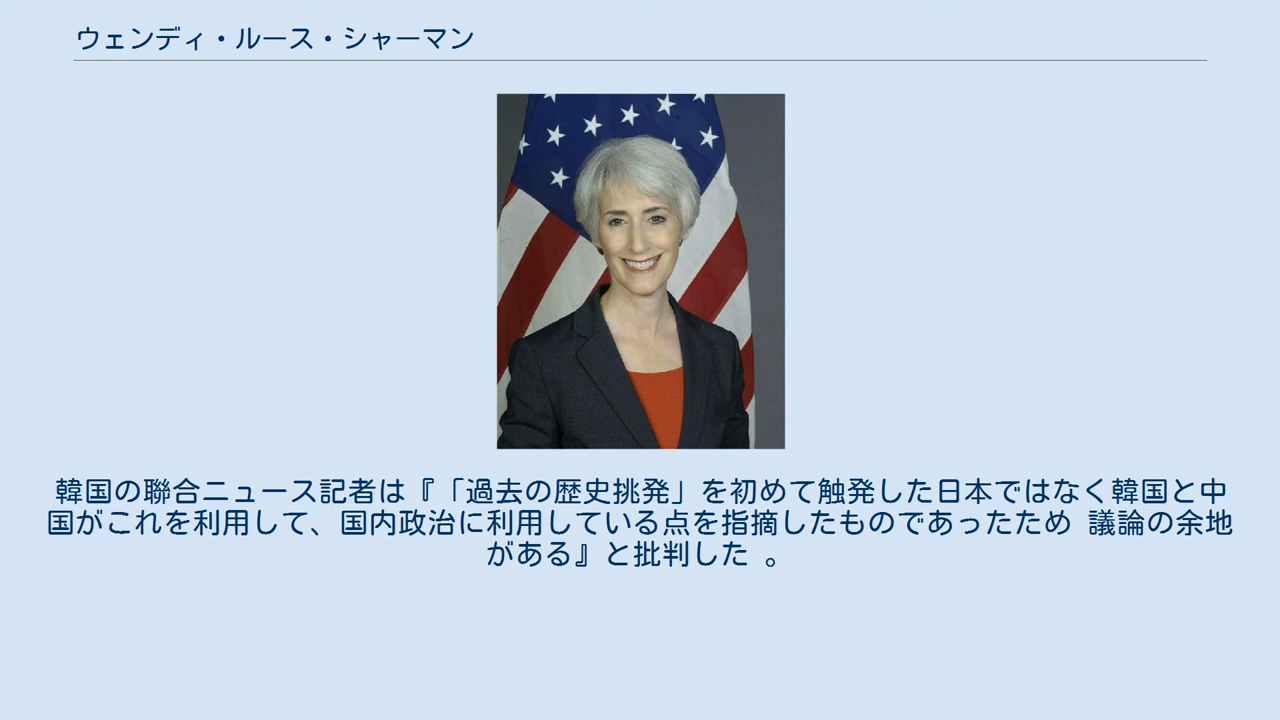 ウェンディ・ルース・シャーマン
韓国の聯合ニュース記者は『「過去の歴史挑発」を初めて触発した日本ではなく韓国と中
国がこれを利用して、国内政治に利用している点を指摘したものであったため 議論の余地
がある』と批判した 。